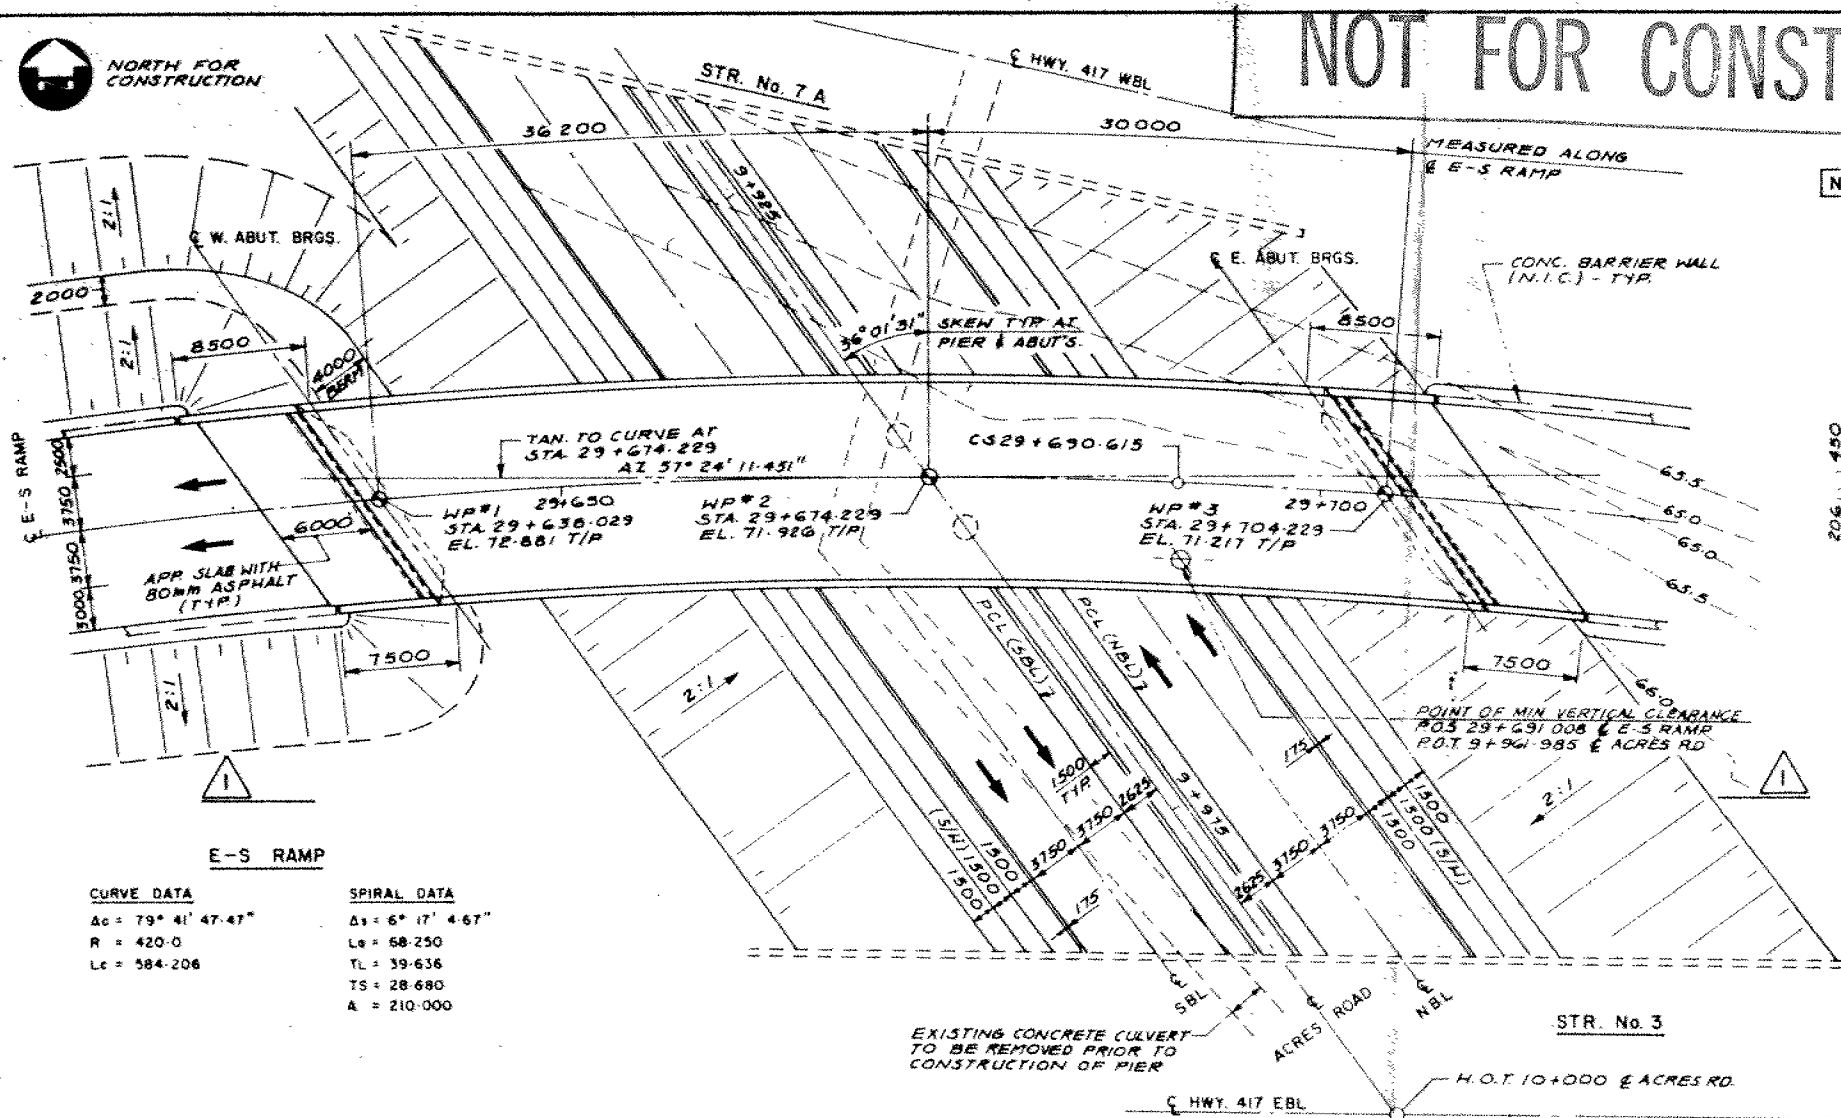 NOT FOR CONST
NORTH FOR
CONSTRUCTION
STR. No. 7 A
℄ HWY. 417 WBL
36 200
30 000
MEASURED ALONG
℄ E-S RAMP
N
2:1
9+925
℄ W. ABUT. BRGS.
℄ E. ABUT. BRGS.
CONC. BARRIER WALL
(N.I.C.) - TYP.
2000
2:1
8500
4000
BERM
36° 01' 31"
SKEW TYP AT
PIER & ABUT'S.
8500
℄ E-S RAMP
2500
3750
3750
3000
TAN. TO CURVE AT
STA. 29+674.229
AZ 57° 24' 11.451"
CS 29+690.615
450
206.
65.5
65.0
65.0
65.5
65.0
6000
WP#1
STA. 29+638.029
EL. 72.881 T/P
29+650
WP#2
STA. 29+674.229
EL. 71.926 T/P
WP#3
STA. 29+704.229
EL. 71.217 T/P
29+700
APP. SLAB WITH
80mm ASPHALT
(TYP.)
7500
2:1
2:1
PCL (SBL)
PCL (NBL)
7500
POINT OF MIN VERTICAL CLEARANCE
P.O.S 29+691.008 ℄ E-S RAMP
P.O.T. 9+961.985 ℄ ACRES RD
1
1
175
1500
TYP.
2625
3750
3750
1500
(S/W) 1500
1500
175
9+975
2625
3750
3750
1500
1500 (S/W)
1500
2:1
E-S RAMP
CURVE DATA
Δc = 79° 41' 47.47"
R = 420.0
Lc = 584.206
SPIRAL DATA
Δs = 6° 17' 4.67"
Ls = 68.250
TL = 39.636
TS = 28.680
A = 210.000
℄ SBL
℄ ACRES ROAD
℄ NBL
EXISTING CONCRETE CULVERT
TO BE REMOVED PRIOR TO
CONSTRUCTION OF PIER
STR. No. 3
H.O.T. 10+000 ℄ ACRES RD.
℄ HWY. 417 EBL